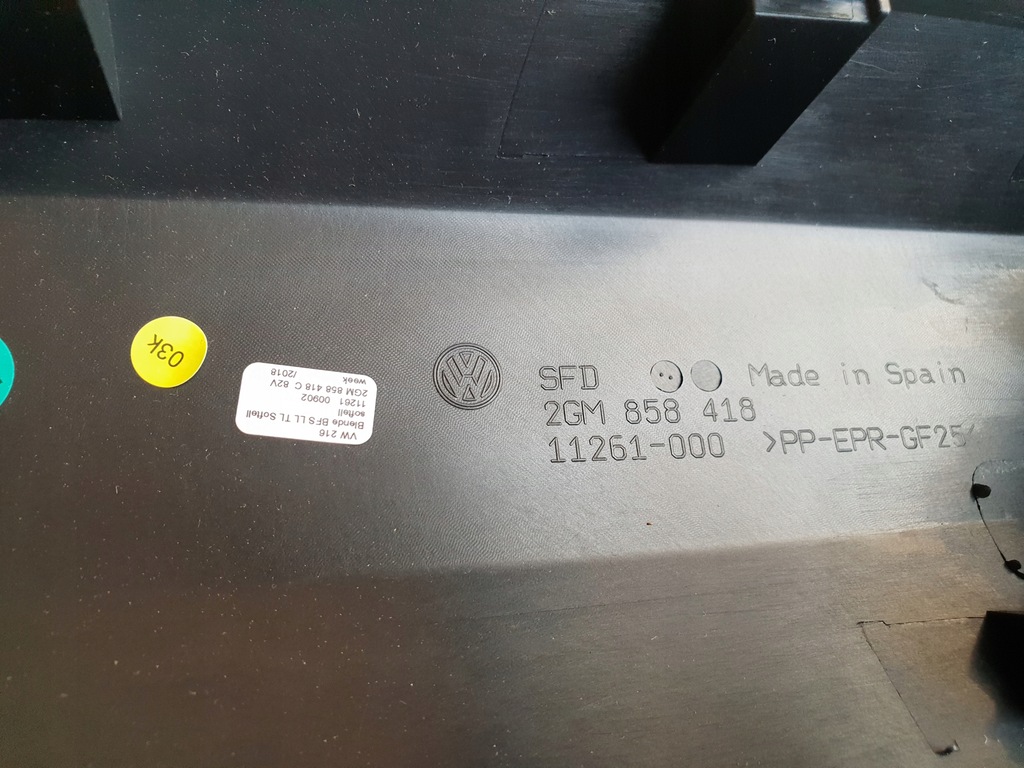 03k
VW 216
Blende BFS LL TL Softell
softell
11261 00902
2GM 858 418 C 82V
week
/2018
SFD Made in Spain
2GM 858 418
11261-000 >PP-EPR-GF25